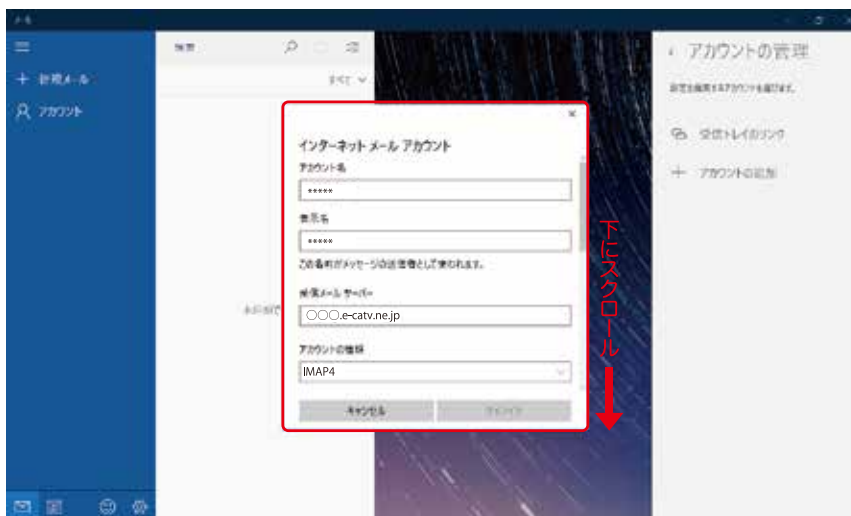 メール
新規メール
アカウント
検索
すべて
インターネット メール アカウント
アカウント名
*****
表示名
*****
この名前がメッセージの送信者として使われます。
受信メール サーバー
○○○.e-catv.ne.jp
アカウントの種類
IMAP4
キャンセル
サインイン
下にスクロール
アカウントの管理
設定を編集するアカウントを選びます。
受信トレイのリンク
アカウントの追加